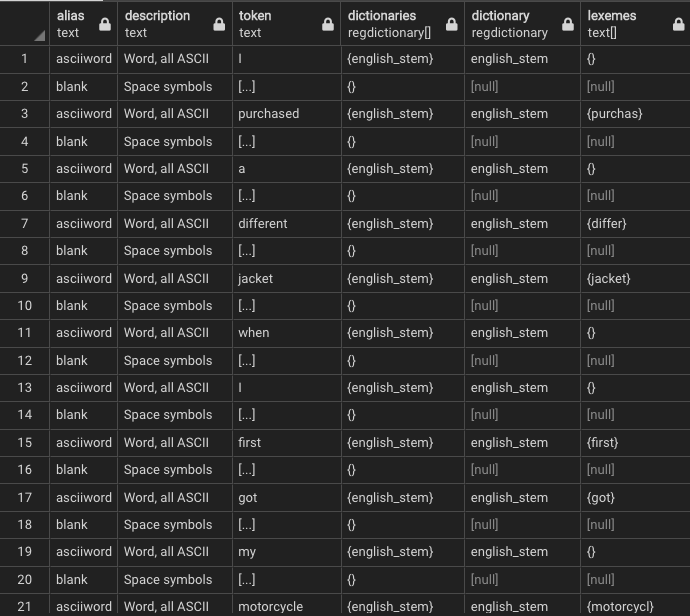 alias description token dictionaries dictionary lexemes
text text text regdictionary[] regdictionary text[]
1 asciiword Word, all ASCII I {english_stem} english_stem {}
2 blank Space symbols [...] {} [null] [null]
3 asciiword Word, all ASCII purchased {english_stem} english_stem {purchas}
4 blank Space symbols [...] {} [null] [null]
5 asciiword Word, all ASCII a {english_stem} english_stem {}
6 blank Space symbols [...] {} [null] [null]
7 asciiword Word, all ASCII different {english_stem} english_stem {differ}
8 blank Space symbols [...] {} [null] [null]
9 asciiword Word, all ASCII jacket {english_stem} english_stem {jacket}
10 blank Space symbols [...] {} [null] [null]
11 asciiword Word, all ASCII when {english_stem} english_stem {}
12 blank Space symbols [...] {} [null] [null]
13 asciiword Word, all ASCII I {english_stem} english_stem {}
14 blank Space symbols [...] {} [null] [null]
15 asciiword Word, all ASCII first {english_stem} english_stem {first}
16 blank Space symbols [...] {} [null] [null]
17 asciiword Word, all ASCII got {english_stem} english_stem {got}
18 blank Space symbols [...] {} [null] [null]
19 asciiword Word, all ASCII my {english_stem} english_stem {}
20 blank Space symbols [...] {} [null] [null]
21 asciiword Word, all ASCII motorcycle {english_stem} english_stem {motorcycl}